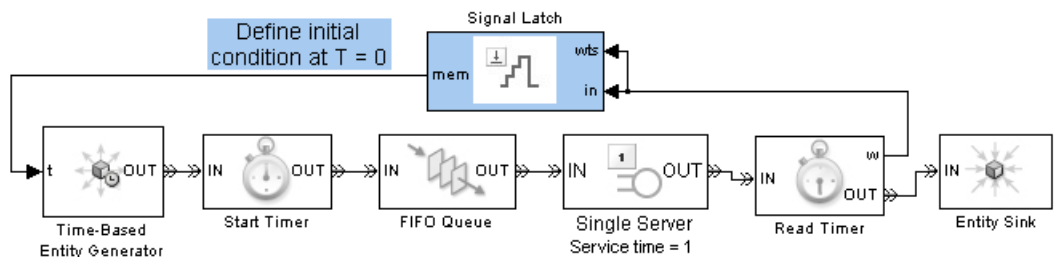 Signal Latch
Define initial
condition at T = 0
mem
wts
in
t
OUT
IN
OUT
IN
OUT
IN
1
OUT
IN
w
OUT
IN
Time-Based
Entity Generator
Start Timer
FIFO Queue
Single Server
Service time = 1
Read Timer
Entity Sink